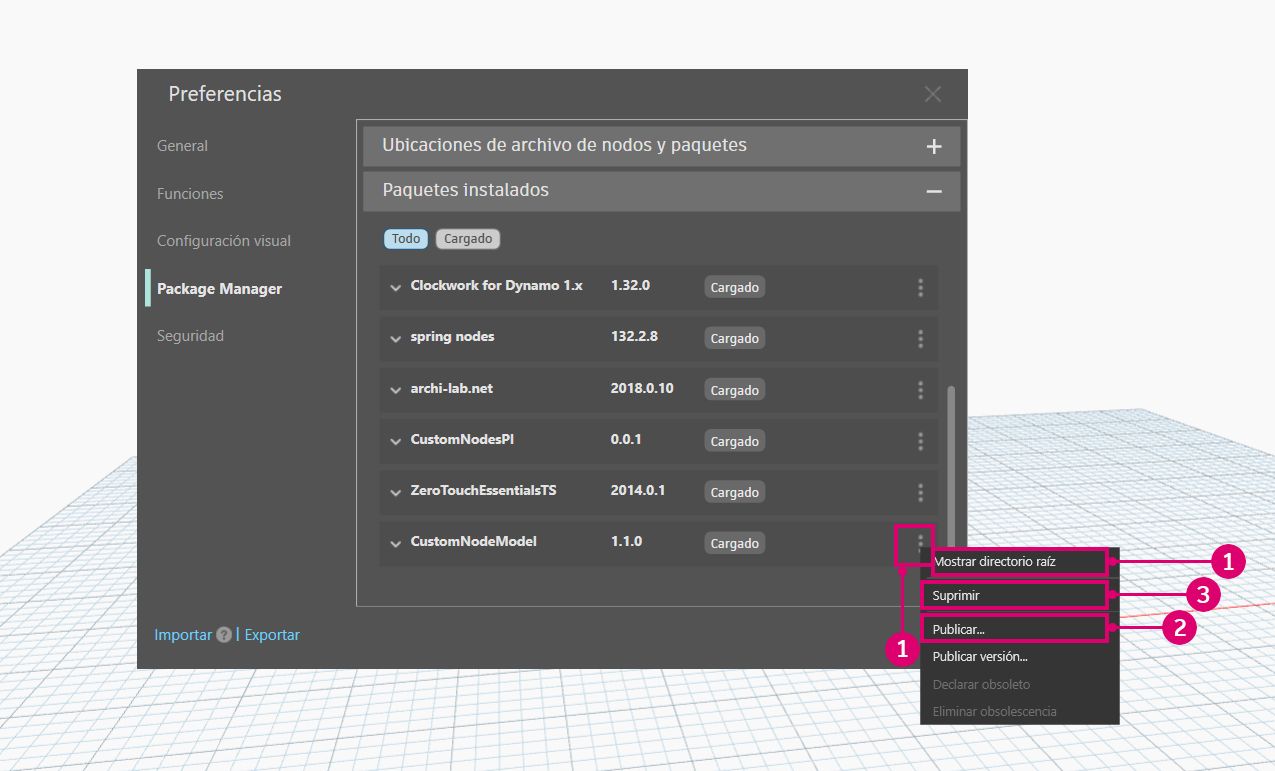 Preferencias
General
Funciones
Configuración visual
Package Manager
Seguridad
Ubicaciones de archivo de nodos y paquetes
Paquetes instalados
Todo Cargado
Clockwork for Dynamo 1.x 1.32.0 Cargado
spring nodes 132.2.8 Cargado
archi-lab.net 2018.0.10 Cargado
CustomNodesPI 0.0.1 Cargado
ZeroTouchEssentialsTS 2014.0.1 Cargado
CustomNodeModel 1.1.0 Cargado
Mostrar directorio raíz 1
Suprimir 3
Publicar... 2
1
Publicar versión...
Declarar obsoleto
Eliminar obsolescencia
Importar ? | Exportar